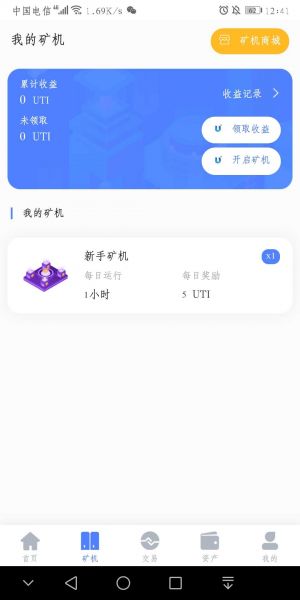 中国电信 4G 1.69K/s 62 12:41
我的矿机
矿机商城
累计收益
0 UTI
收益记录
未领取
0 UTI
领取收益
开启矿机
我的矿机
新手矿机 x1
每日运行 每日奖励
1小时 5 UTI
首页 矿机 交易 资产 我的